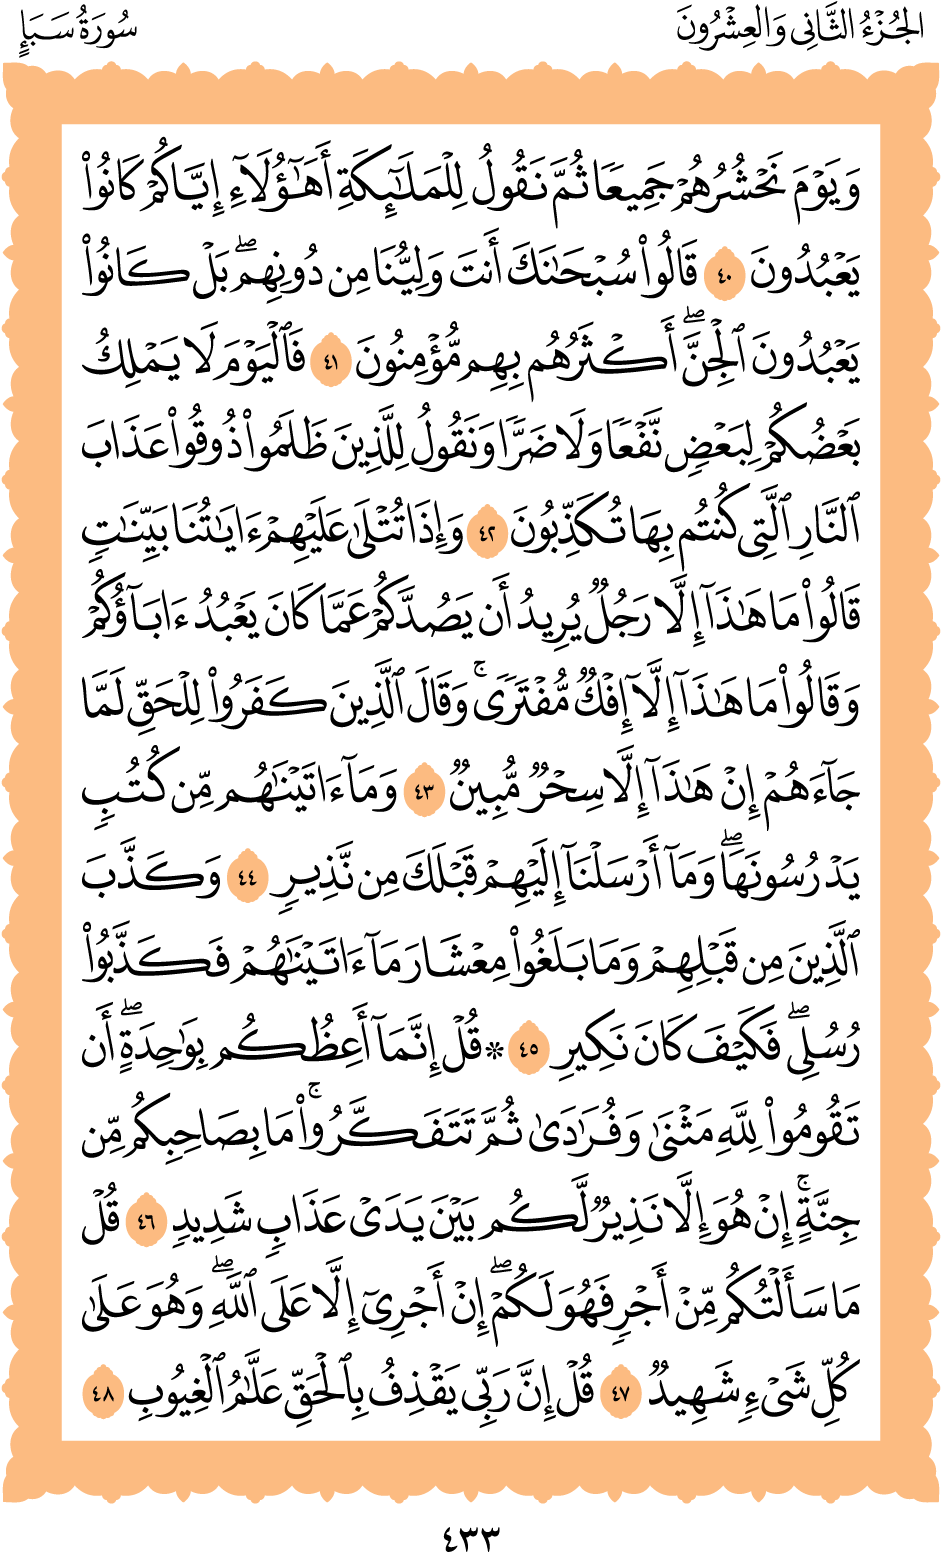 الجُزْءُ الثَّانِي وَالعِشْرُونَ
سُورَةُ سَبَإٍ
وَيَوْمَ نَحْشُرُهُمْ جَمِيعًا ثُمَّ نَقُولُ لِلْمَلَٰٓئِكَةِ أَهَٰٓؤُلَآءِ إِيَّاكُمْ كَانُوا۟
يَعْبُدُونَ ٤٠ قَالُوا۟ سُبْحَٰنَكَ أَنتَ وَلِيُّنَا مِن دُونِهِمۖ بَلْ كَانُوا۟
يَعْبُدُونَ ٱلْجِنَّۖ أَكْثَرُهُم بِهِم مُّؤْمِنُونَ ٤١ فَٱلْيَوْمَ لَا يَمْلِكُ
بَعْضُكُمْ لِبَعْضٍ نَّفْعًا وَلَا ضَرًّا وَنَقُولُ لِلَّذِينَ ظَلَمُوا۟ ذُوقُوا۟ عَذَابَ
ٱلنَّارِ ٱلَّتِى كُنتُم بِهَا تُكَذِّبُونَ ٤٢ وَإِذَا تُتْلَىٰ عَلَيْهِمْ ءَايَٰتُنَا بَيِّنَٰتٍ
قَالُوا۟ مَا هَٰذَآ إِلَّا رَجُلٌ يُرِيدُ أَن يَصُدَّكُمْ عَمَّا كَانَ يَعْبُدُ ءَابَآؤُكُمْ
وَقَالُوا۟ مَا هَٰذَآ إِلَّآ إِفْكٌ مُّفْتَرًىۚ وَقَالَ ٱلَّذِينَ كَفَرُوا۟ لِلْحَقِّ لَمَّا
جَآءَهُمْ إِنْ هَٰذَآ إِلَّا سِحْرٌ مُّبِينٌ ٤٣ وَمَآ ءَاتَيْنَٰهُم مِّن كُتُبٍ
يَدْرُسُونَهَاۖ وَمَآ أَرْسَلْنَآ إِلَيْهِمْ قَبْلَكَ مِن نَّذِيرٍ ٤٤ وَكَذَّبَ
ٱلَّذِينَ مِن قَبْلِهِمْ وَمَا بَلَغُوا۟ مِعْشَارَ مَآ ءَاتَيْنَٰهُمْ فَكَذَّبُوا۟
رُسُلِىۖ فَكَيْفَ كَانَ نَكِيرِ ٤٥ * قُلْ إِنَّمَآ أَعِظُكُم بِوَٰحِدَةٍۖ أَن
تَقُومُوا۟ لِلَّهِ مَثْنَىٰ وَفُرَٰدَىٰ ثُمَّ تَتَفَكَّرُوا۟ۚ مَا بِصَاحِبِكُم مِّن
جِنَّةٍۚ إِنْ هُوَ إِلَّا نَذِيرٌ لَّكُم بَيْنَ يَدَىْ عَذَابٍ شَدِيدٍ ٤٦ قُلْ
مَا سَأَلْتُكُم مِّنْ أَجْرٍ فَهُوَ لَكُمْۖ إِنْ أَجْرِىَ إِلَّا عَلَى ٱللَّهِۖ وَهُوَ عَلَىٰ
كُلِّ شَىْءٍ شَهِيدٌ ٤٧ قُلْ إِنَّ رَبِّى يَقْذِفُ بِٱلْحَقِّ عَلَّٰمُ ٱلْغُيُوبِ ٤٨
٤٣٣